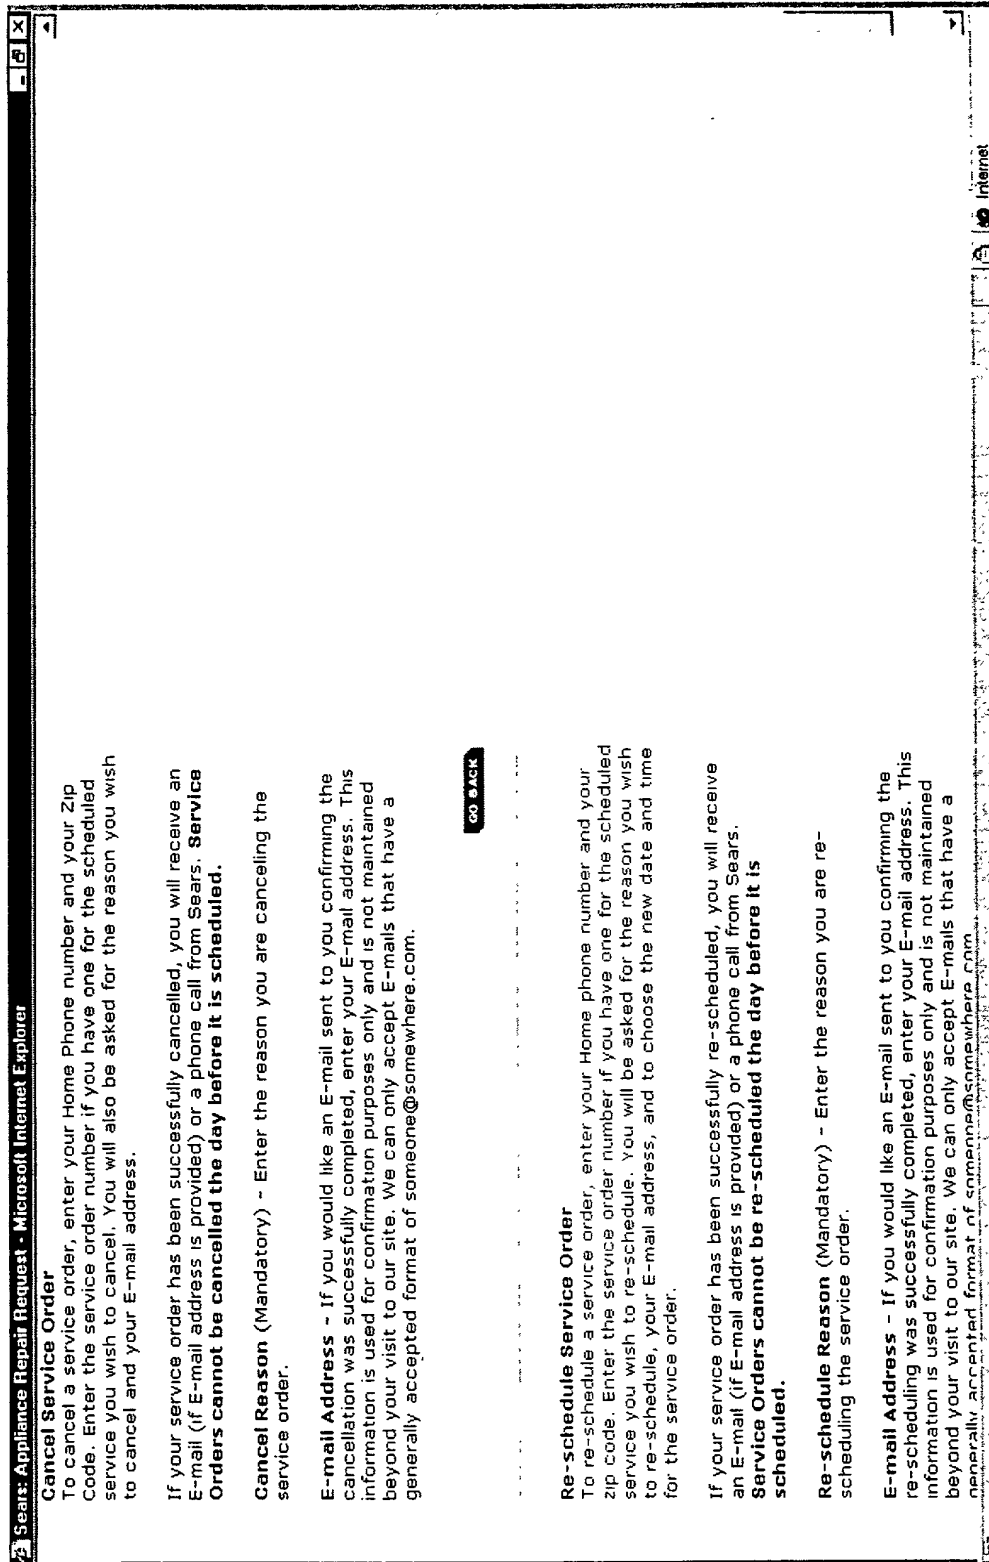 Sears: Appliance Repair Request - Microsoft Internet Explorer
Cancel Service Order
To cancel a service order, enter your Home Phone number and your Zip
Code. Enter the service order number if you have one for the scheduled
service you wish to cancel. You will also be asked for the reason you wish
to cancel and your E-mail address.
If your service order has been successfully cancelled, you will receive an
E-mail (if E-mail address is provided) or a phone call from Sears. Service
Orders cannot be cancelled the day before it is scheduled.
Cancel Reason (Mandatory) - Enter the reason you are canceling the
service order.
E-mail Address - If you would like an E-mail sent to you confirming the
cancellation was successfully completed, enter your E-mail address. This
information is used for confirmation purposes only and is not maintained
beyond your visit to our site. We can only accept E-mails that have a
generally accepted format of someone@somewhere.com.
GO BACK
Re-schedule Service Order
To re-schedule a service order, enter your Home phone number and your
zip code. Enter the service order number if you have one for the scheduled
service you wish to re-schedule. You will be asked for the reason you wish
to re-schedule, your E-mail address, and to choose the new date and time
for the service order.
If your service order has been successfully re-scheduled, you will receive
an E-mail (if E-mail address is provided) or a phone call from Sears.
Service Orders cannot be re-scheduled the day before it is
scheduled.
Re-schedule Reason (Mandatory) - Enter the reason you are re-
scheduling the service order.
E-mail Address - If you would like an E-mail sent to you confirming the
re-scheduling was successfully completed, enter your E-mail address. This
information is used for confirmation purposes only and is not maintained
beyond your visit to our site. We can only accept E-mails that have a
generally accepted format of someone@somewhere.com
Internet